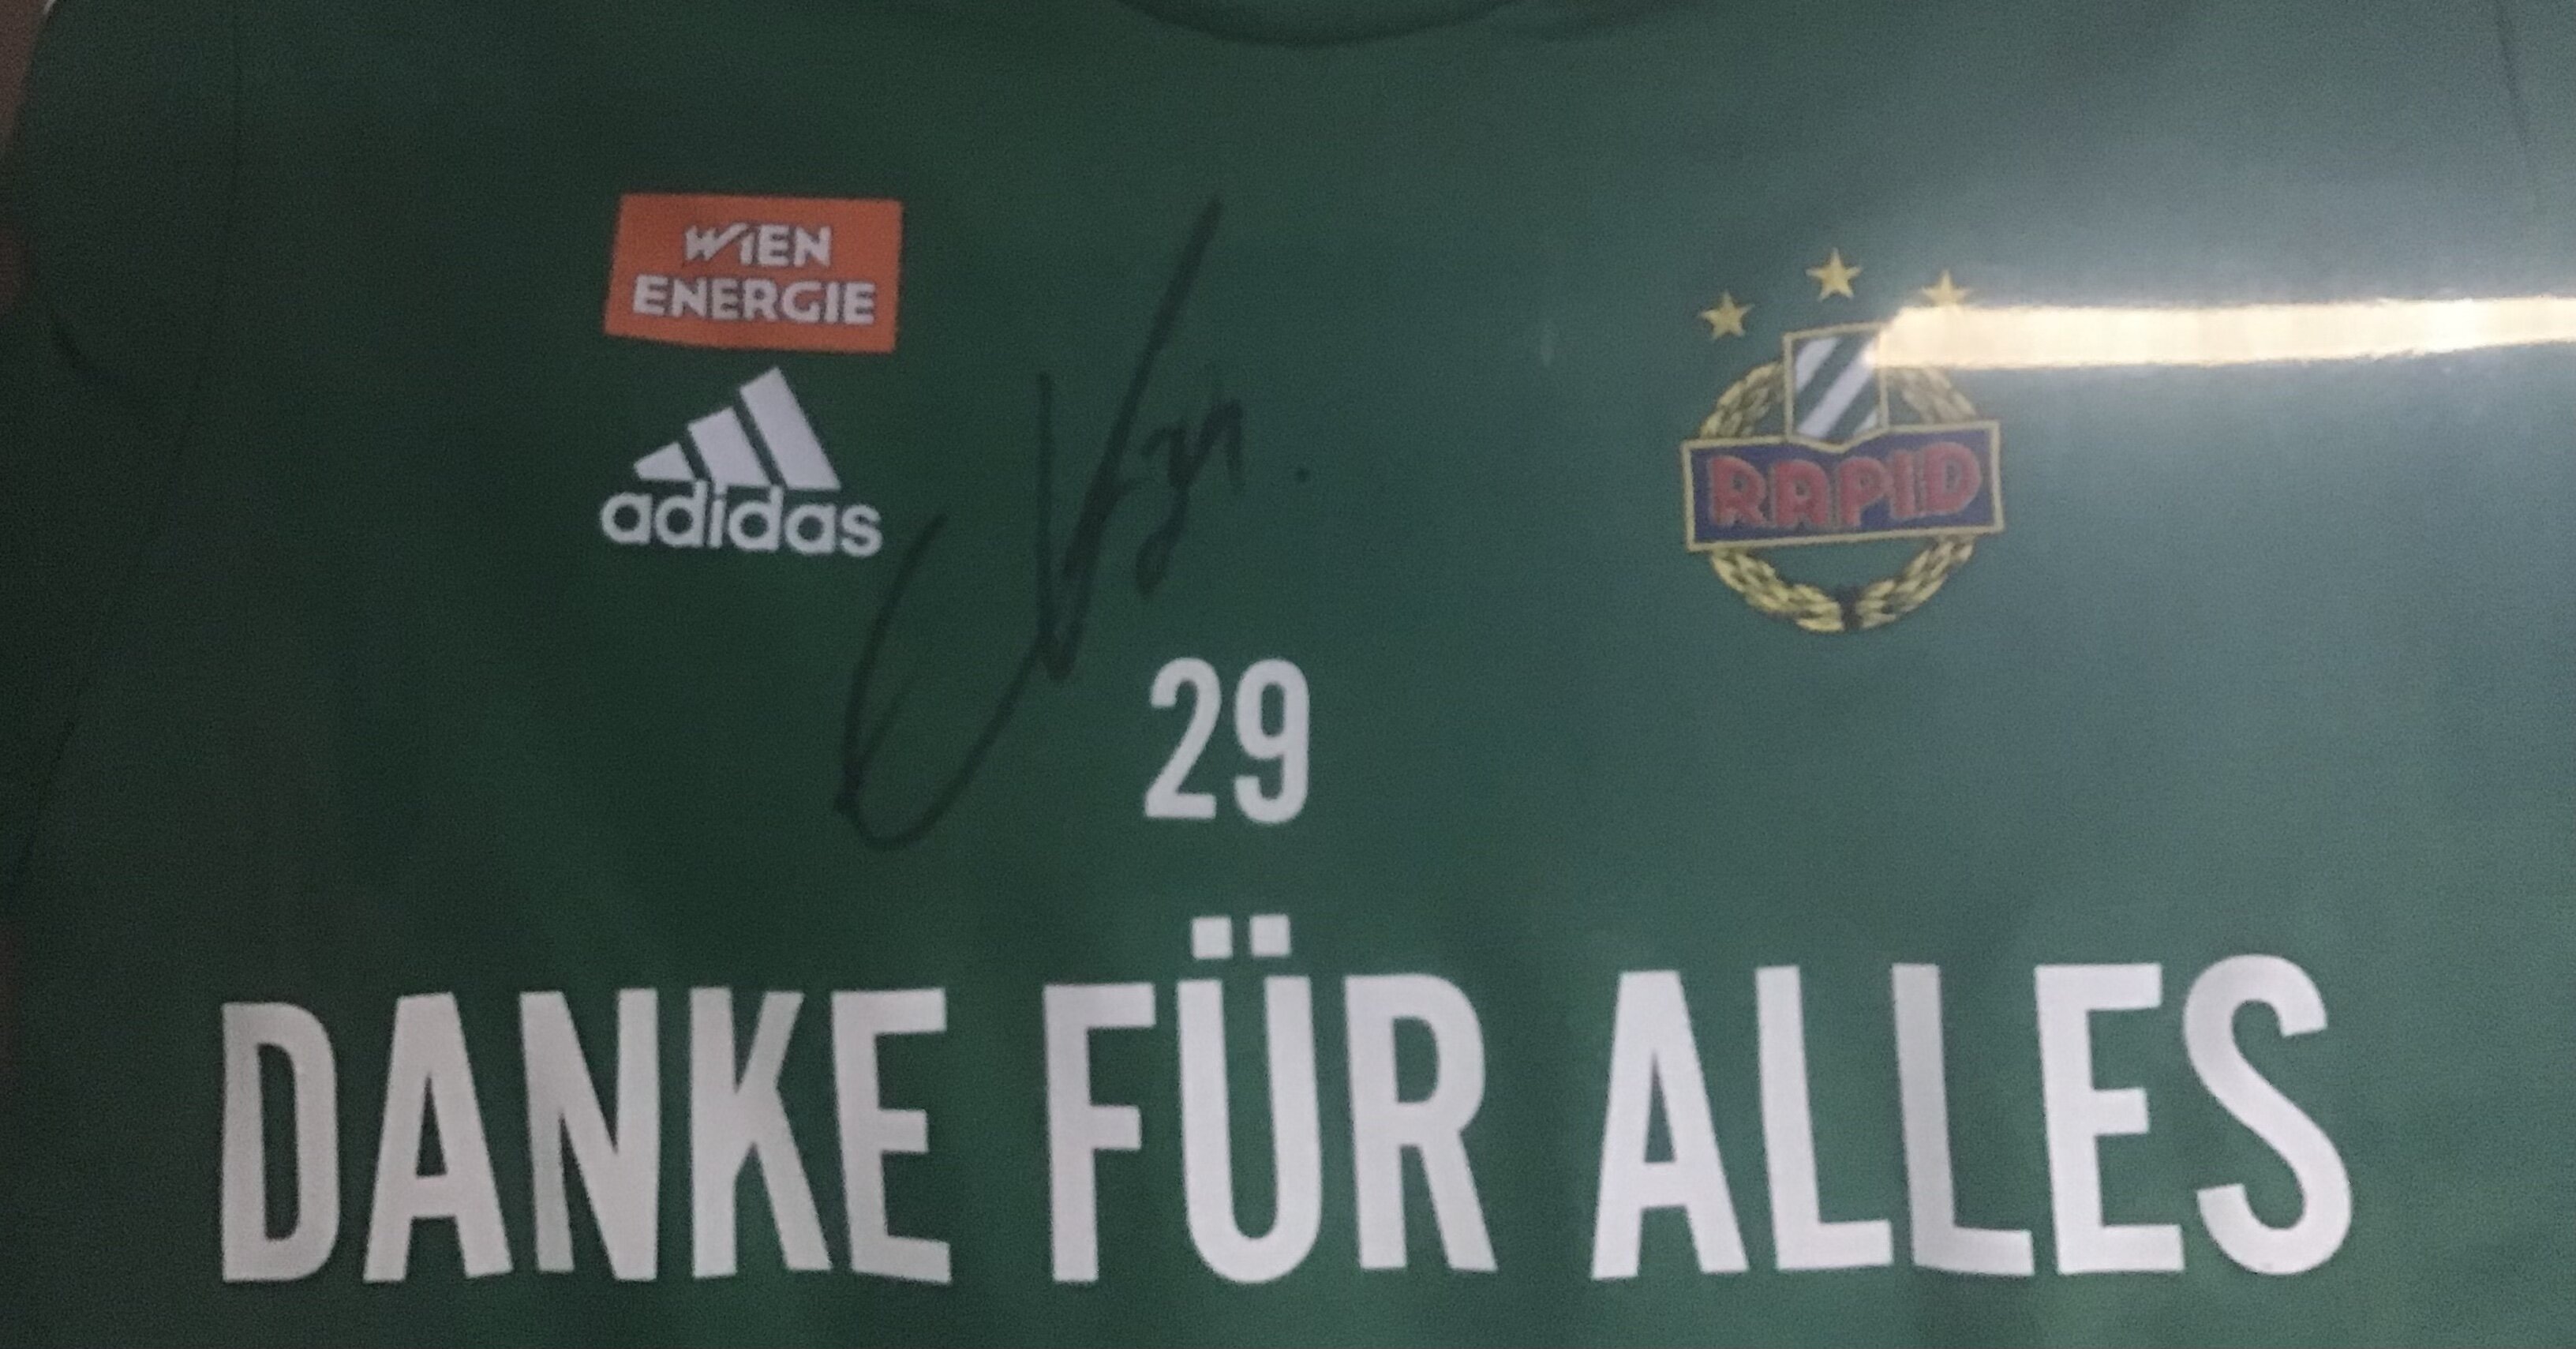 WIEN
ENERGIE
adidas
RAPID
29
DANKE FÜR ALLES